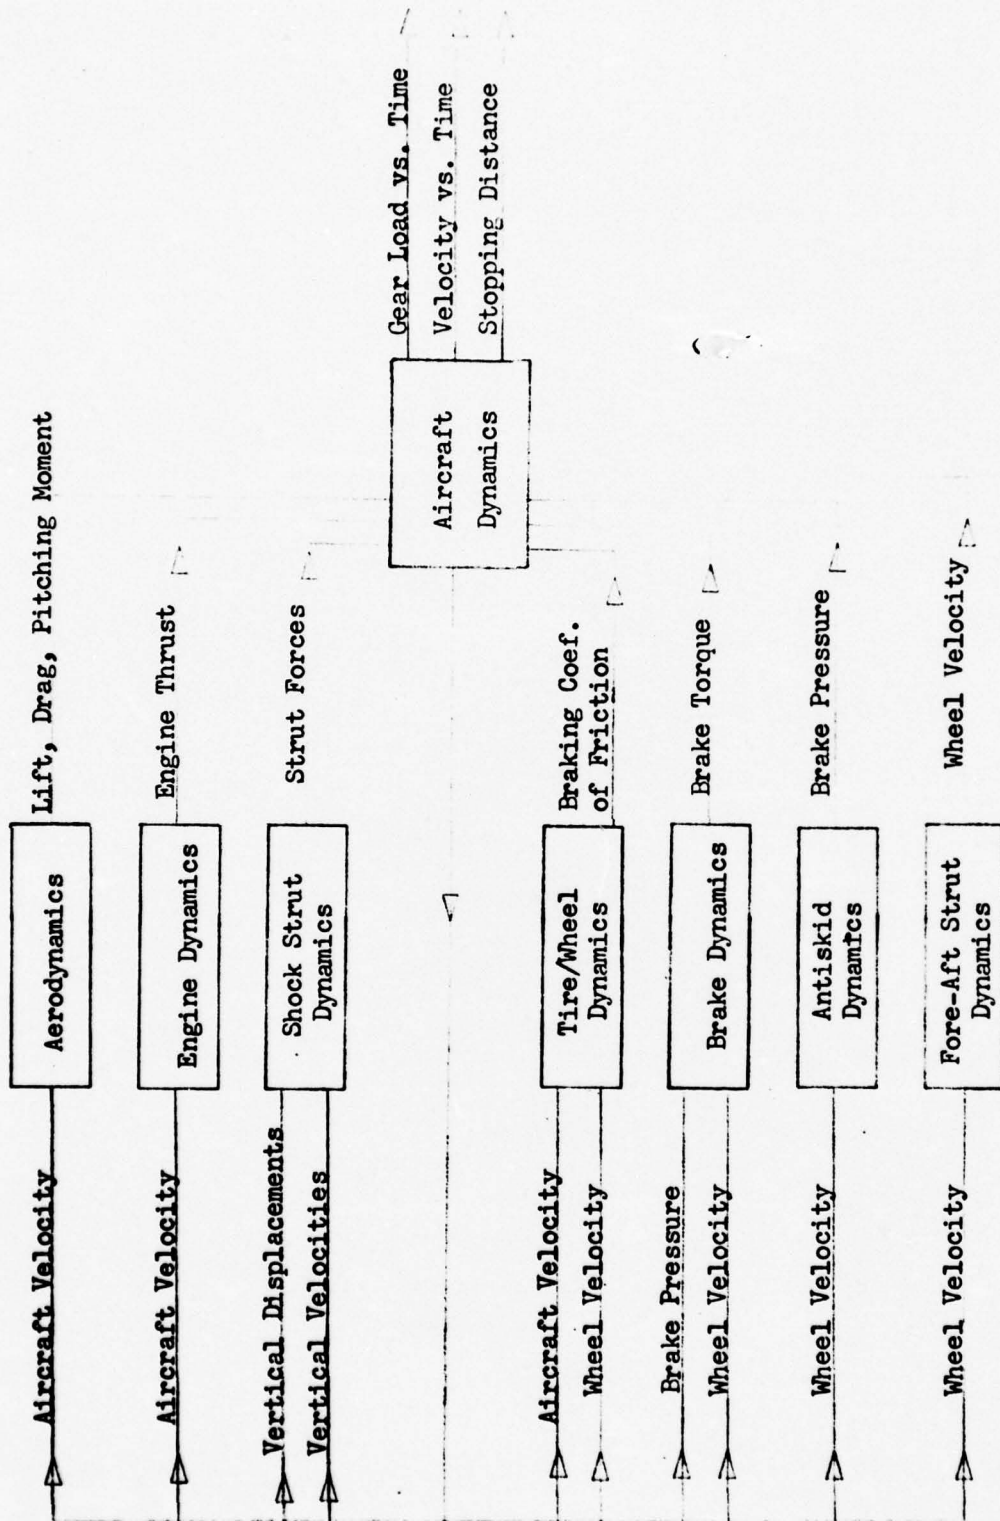 Aircraft Velocity
Aerodynamics
Lift, Drag, Pitching Moment
Aircraft Velocity
Engine Dynamics
Engine Thrust
Vertical Displacements
Vertical Velocities
Shock Strut
Dynamics
Strut Forces
Aircraft
Dynamics
Gear Load vs. Time
Velocity vs. Time
Stopping Distance
Aircraft Velocity
Wheel Velocity
Tire/Wheel
Dynamics
Braking Coef.
of Friction
Brake Pressure
Wheel Velocity
Brake Dynamics
Brake Torque
Wheel Velocity
Antiskid
Dynamics
Brake Pressure
Wheel Velocity
Fore-Aft Strut
Dynamics
Wheel Velocity